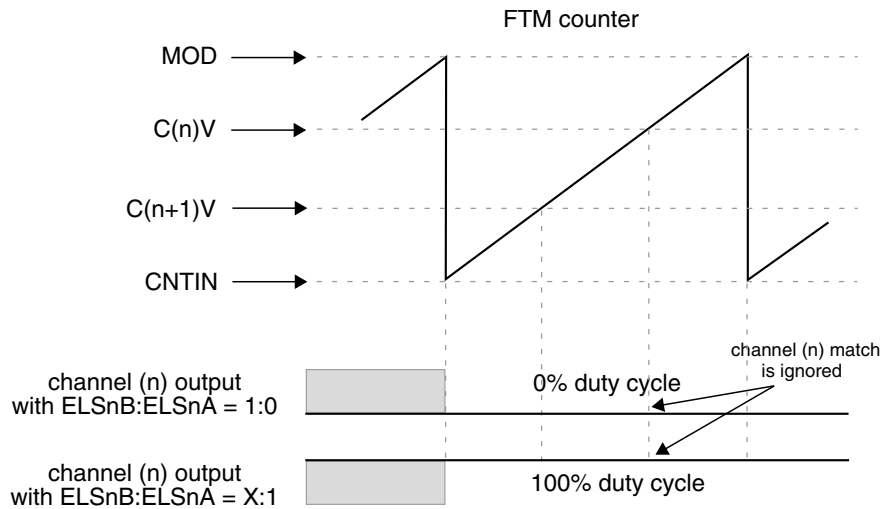 FTM counter
MOD
C(n)V
C(n+1)V
CNTIN
channel (n) match
is ignored
channel (n) output
with ELSnB:ELSnA = 1:0
0% duty cycle
channel (n) output
with ELSnB:ELSnA = X:1
100% duty cycle